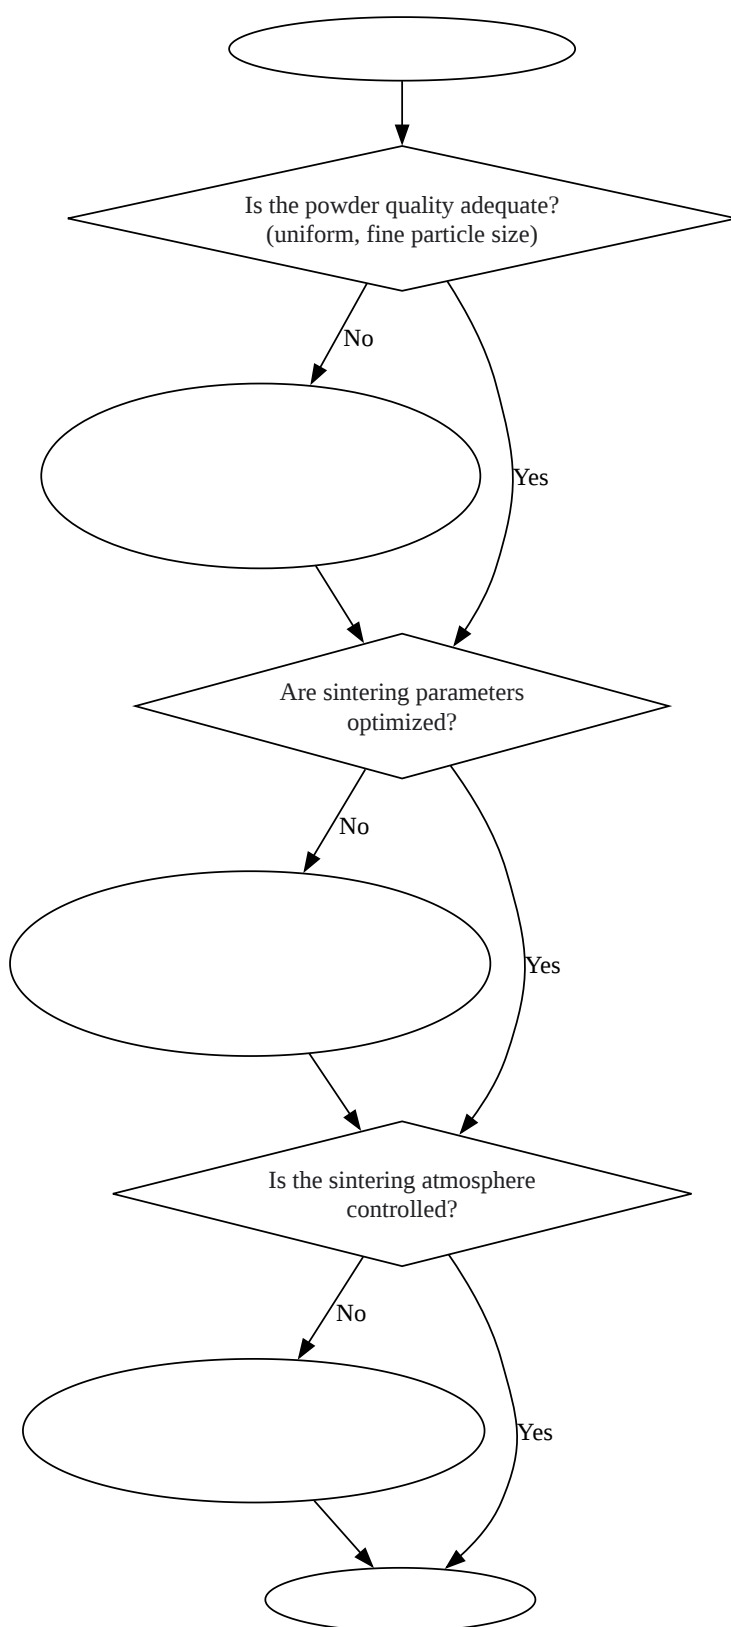 Is the powder quality adequate?
(uniform, fine particle size)
No
Yes
Are sintering parameters
optimized?
No
Yes
Is the sintering atmosphere
controlled?
No
Yes